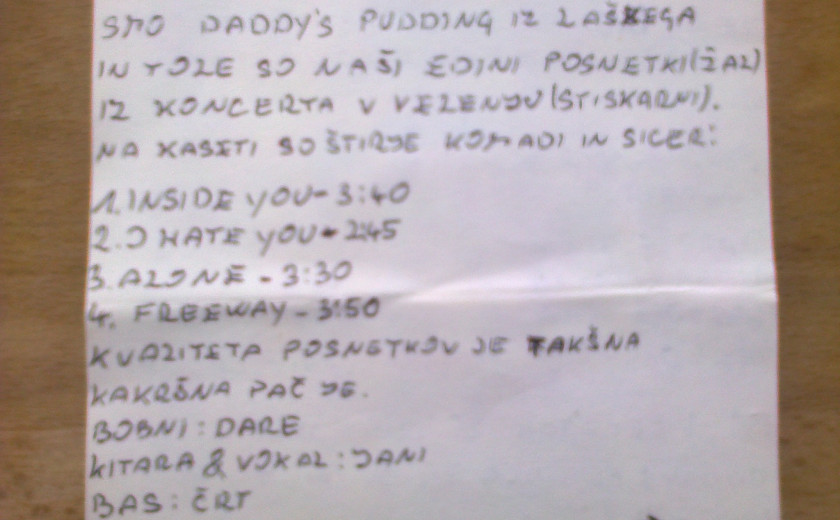 SMO DADDY'S PUDDING IZ LAŠKEGA
IN TOLE SO NAŠI EDINI POSNETKI (ŽAL)
IZ KONCERTA V VELENJU (STISKARNI).
NA KASETI SO ŠTIRJE KOMADI IN SICER:
1. INSIDE YOU - 3:40
2. I HATE YOU - 2:45
3. ALONE - 3:30
4. FREEWAY - 3:50
KVALITETA POSNETKOV JE TAKŠNA
KAKRŠNA PAČ JE.
BOBNI: DARE
KITARA & VOKAL: JANI
BAS: ČRT